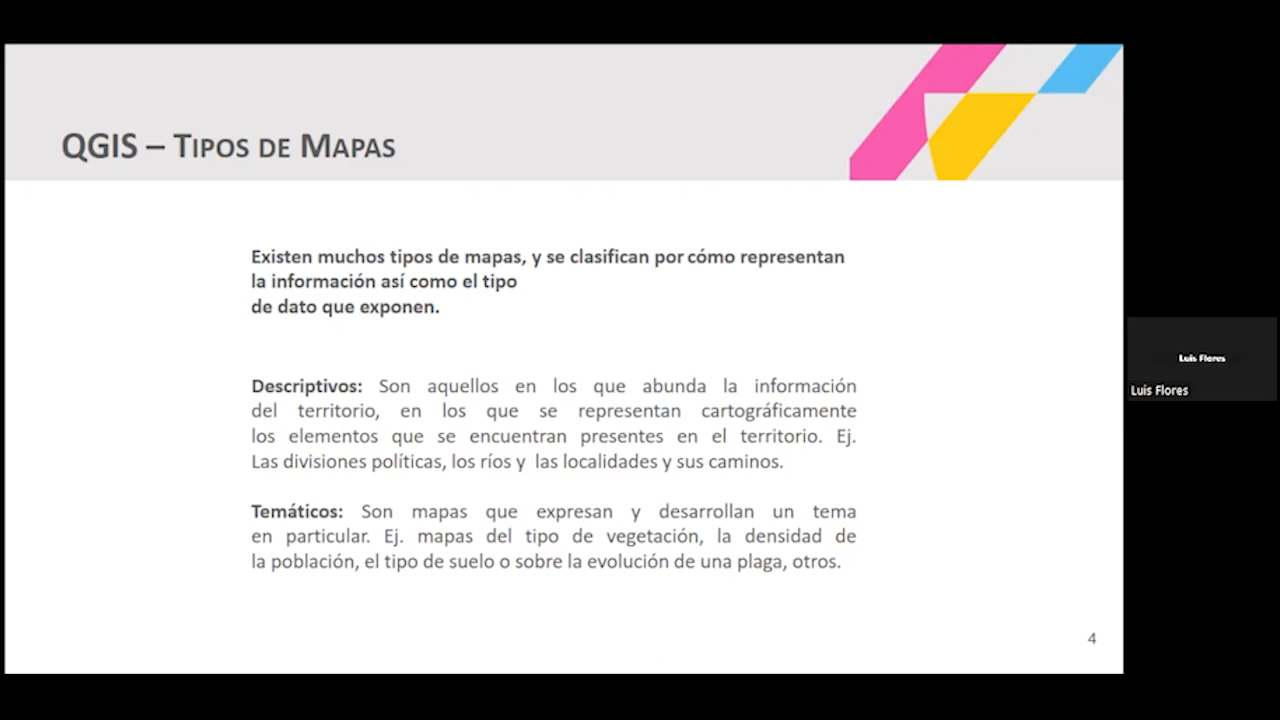 QGIS – Tipos de Mapas
Existen muchos tipos de mapas, y se clasifican por cómo representan
la información así como el tipo
de dato que exponen.
Descriptivos: Son aquellos en los que abunda la información
del territorio, en los que se representan cartográficamente
los elementos que se encuentran presentes en el territorio. Ej.
Las divisiones políticas, los ríos y las localidades y sus caminos.
Temáticos: Son mapas que expresan y desarrollan un tema
en particular. Ej. mapas del tipo de vegetación, la densidad de
la población, el tipo de suelo o sobre la evolución de una plaga, otros.
4
Luis Flores
Luis Flores